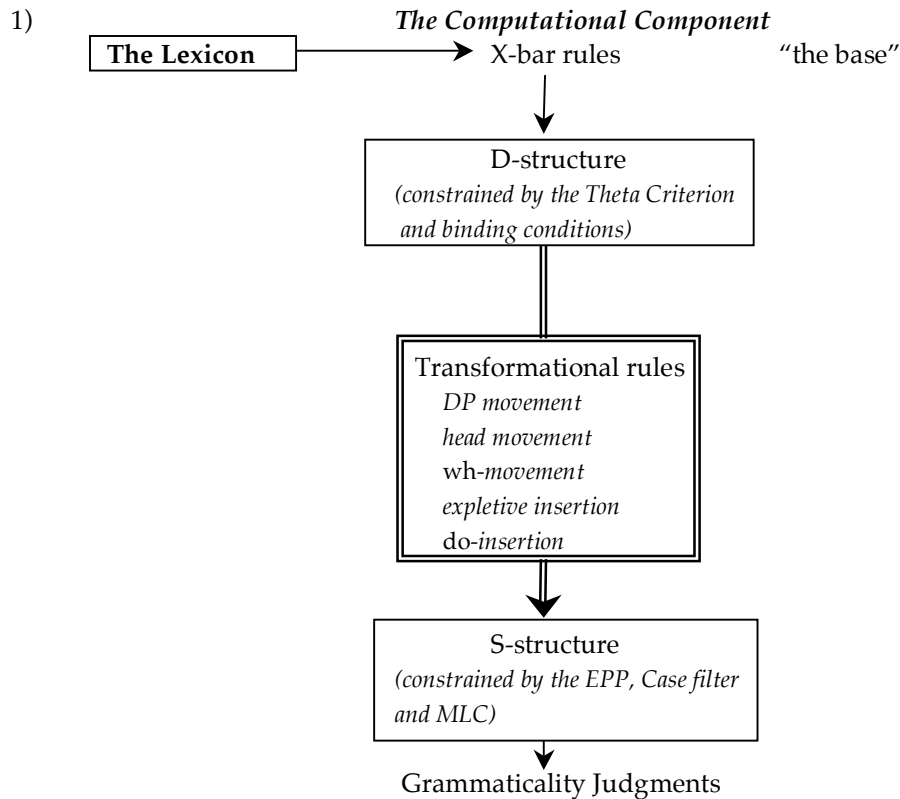 1) The Computational Component
The Lexicon X-bar rules “the base”
D-structure
(constrained by the Theta Criterion
and binding conditions)
Transformational rules
DP movement
head movement
wh-movement
expletive insertion
do-insertion
S-structure
(constrained by the EPP, Case filter
and MLC)
Grammaticality Judgments